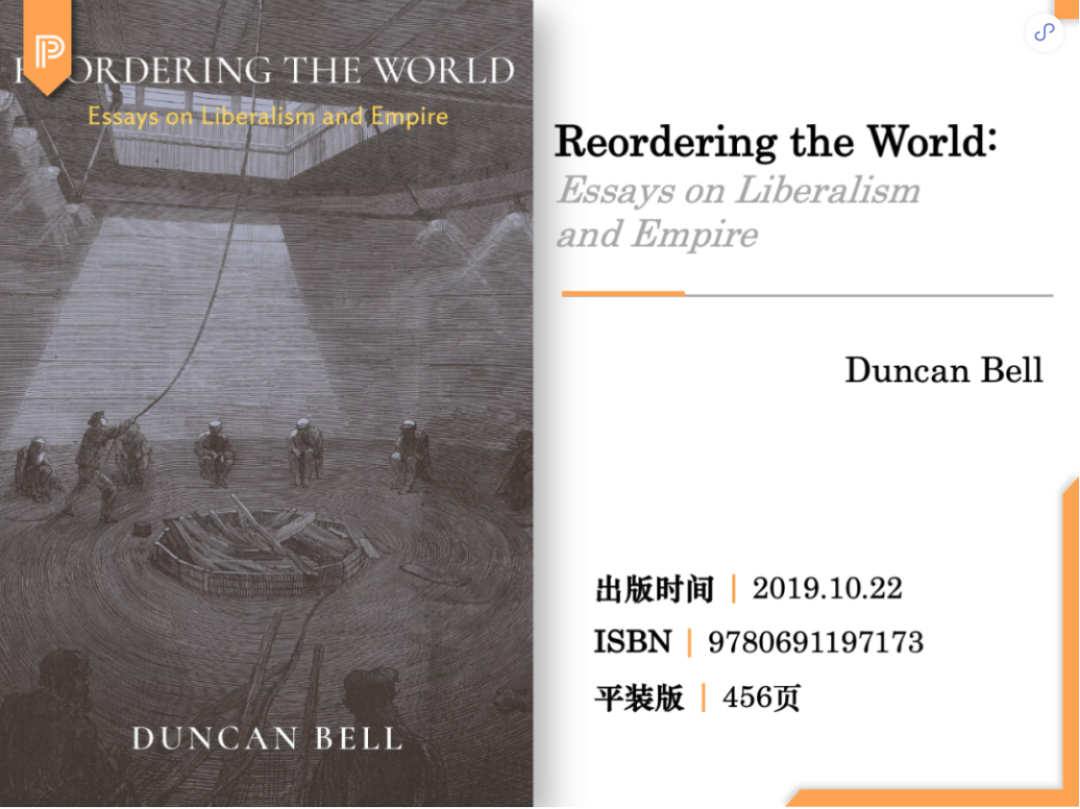 REORDERING THE WORLD
Essays on Liberalism and Empire
DUNCAN BELL
Reordering the World:
Essays on Liberalism
and Empire
Duncan Bell
出版时间 | 2019.10.22
ISBN | 9780691197173
平装版 | 456页